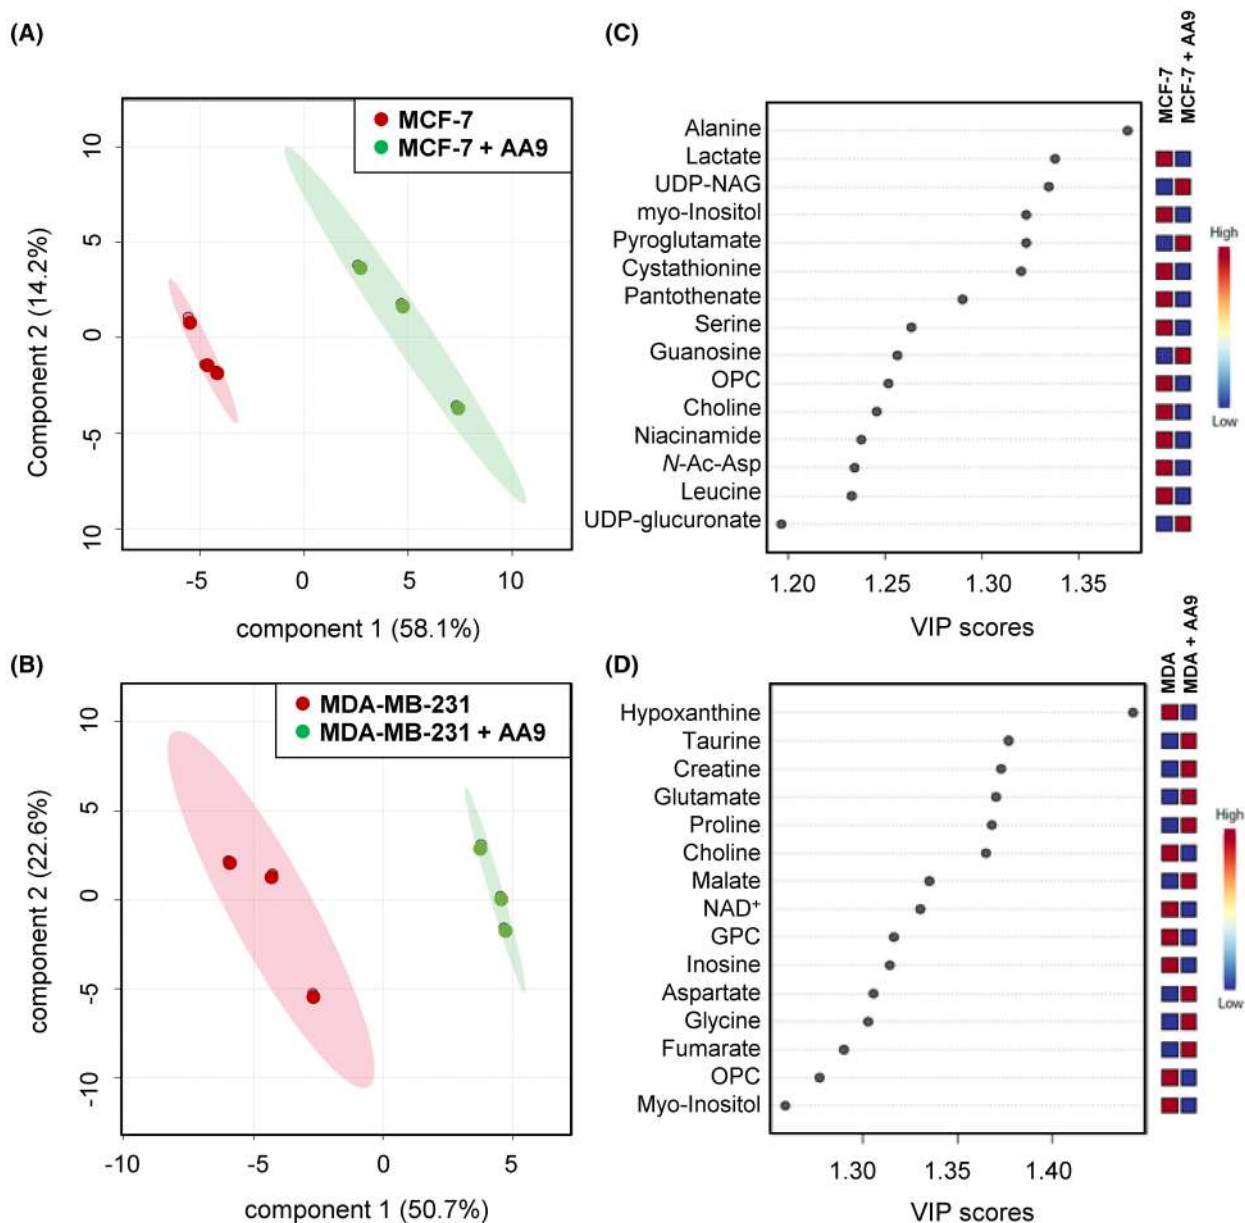 (A)
MCF-7
MCF-7 + AA9
10
5
0
-5
10
Component 2 (14.2%)
-5
0
5
10
component 1 (58.1%)
(C)
MCF-7
MCF-7 + AA9
Alanine
Lactate
UDP-NAG
myo-Inositol
Pyroglutamate
Cystathionine
Pantothenate
Serine
Guanosine
OPC
Choline
Niacinamide
N-Ac-Asp
Leucine
UDP-glucuronate
High
Low
1.20
1.25
1.30
1.35
VIP scores
(B)
MDA-MB-231
MDA-MB-231 + AA9
10
5
0
-5
-10
component 2 (22.6%)
-10
-5
0
5
component 1 (50.7%)
(D)
MDA
MDA + AA9
Hypoxanthine
Taurine
Creatine
Glutamate
Proline
Choline
Malate
NAD⁺
GPC
Inosine
Aspartate
Glycine
Fumarate
OPC
Myo-Inositol
High
Low
1.30
1.35
1.40
VIP scores